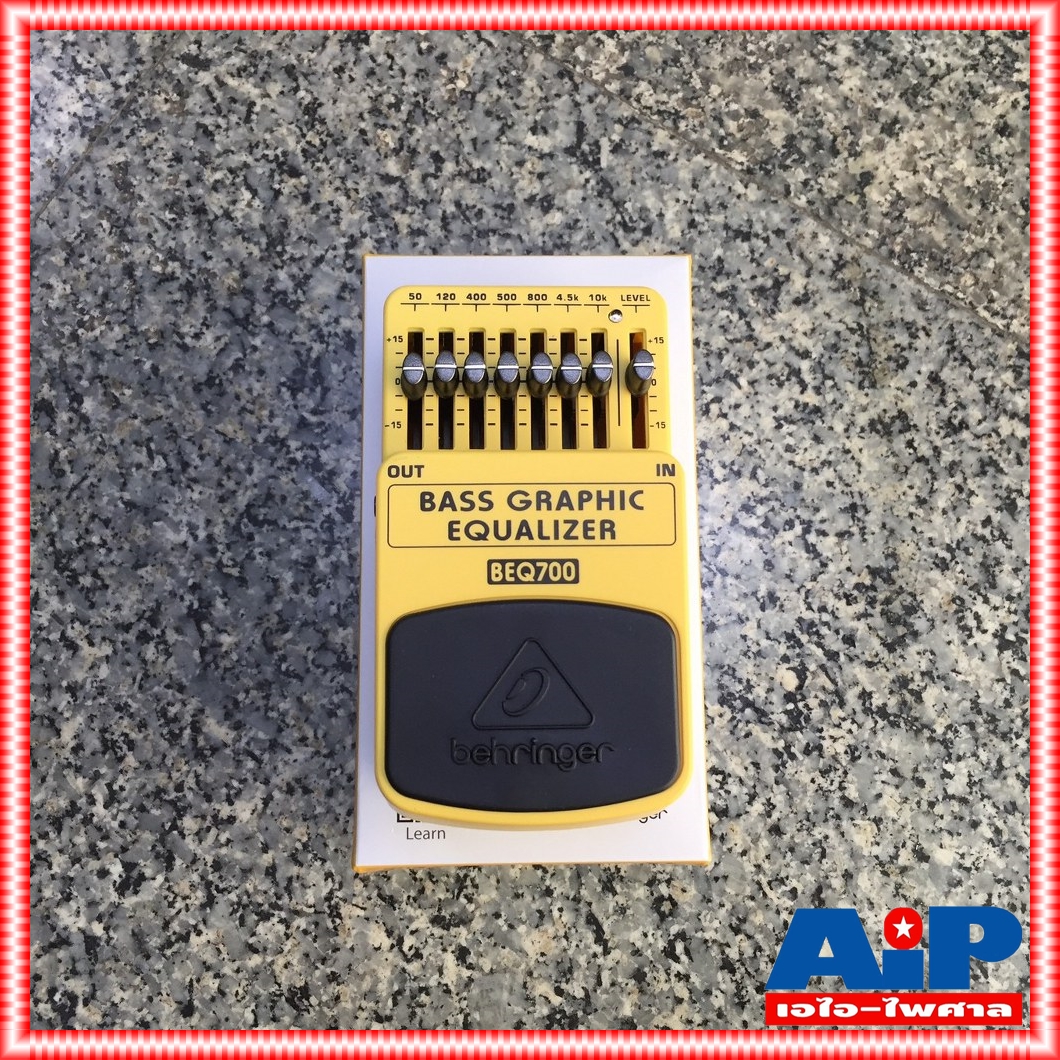 50 120 400 500 800 4.5k 10k LEVEL
+15 +15
0 0
-15 -15
OUT IN
BASS GRAPHIC
EQUALIZER
BEQ700
behringer
Learn
AiP
เอไอ-ไพศาล